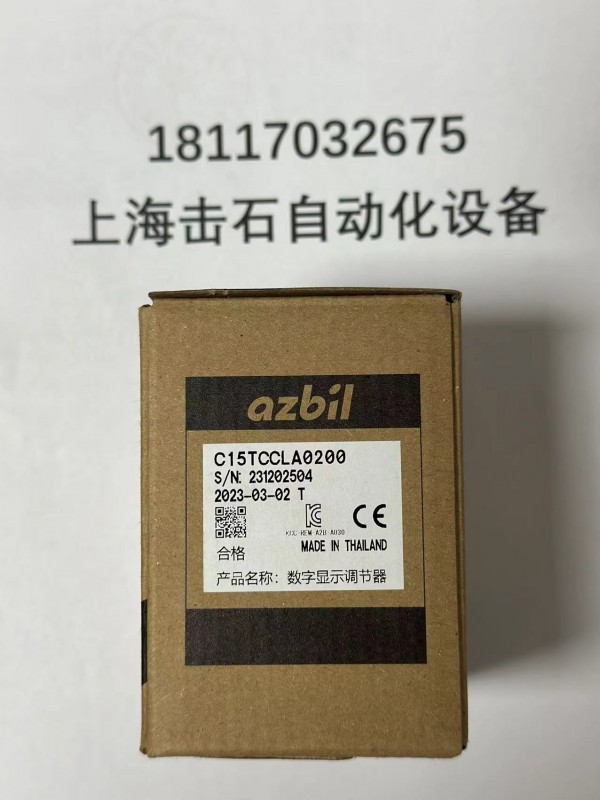 18117032675
上海击石自动化设备
azbil
C15TCCLA0200
S/N: 231202504
2023-03-02 T
CE
MADE IN THAILAND
合格
产品名称：数字显示调节器